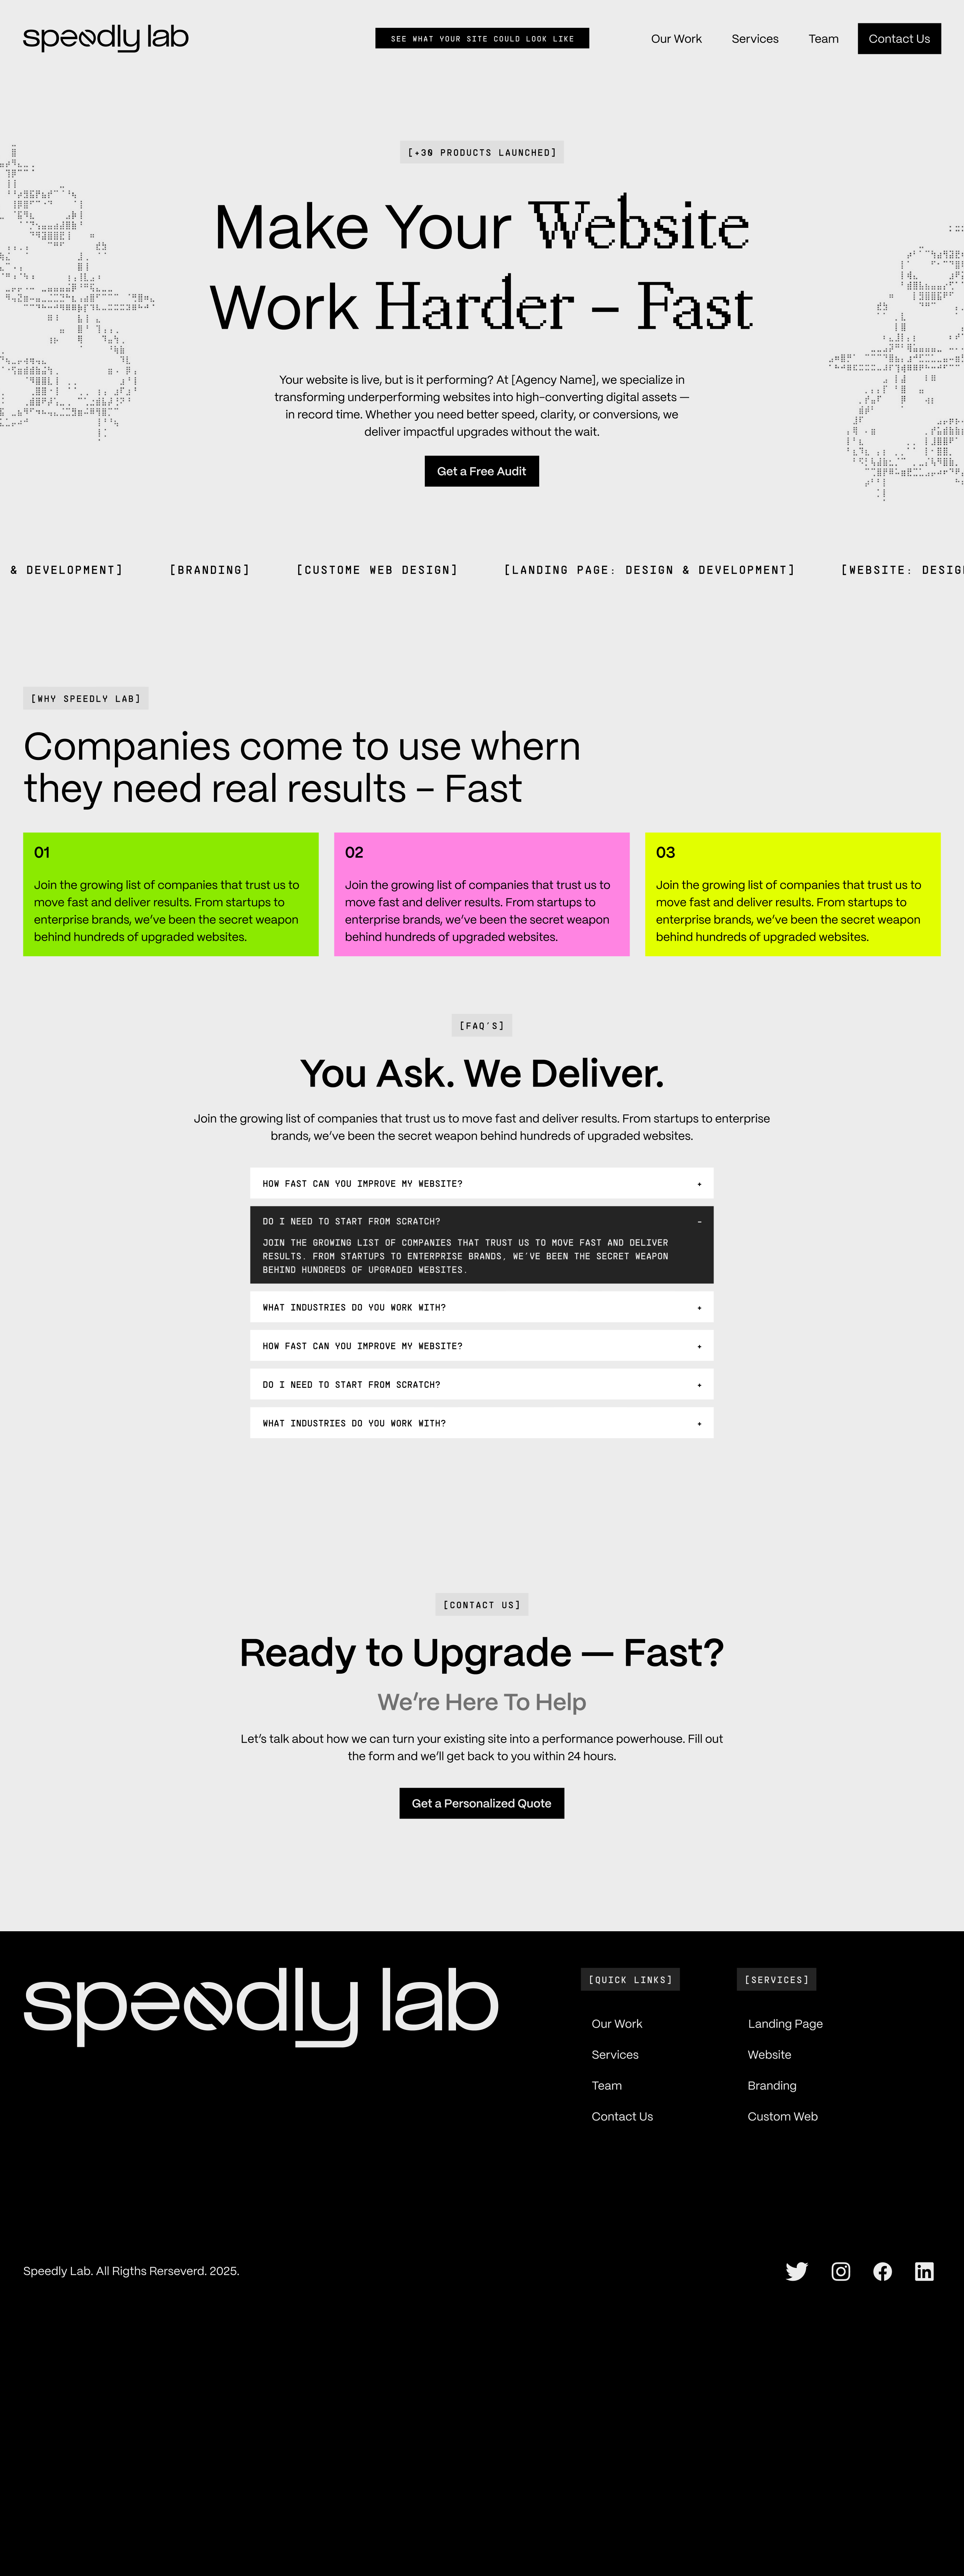 speedly lab
SEE WHAT YOUR SITE COULD LOOK LIKE
Our Work
Services
Team
Contact Us
[+30 PRODUCTS LAUNCHED]
Make Your Website
Work Harder – Fast
Your website is live, but is it performing? At [Agency Name], we specialize in
transforming underperforming websites into high-converting digital assets —
in record time. Whether you need better speed, clarity, or conversions, we
deliver impactful upgrades without the wait.
Get a Free Audit
& DEVELOPMENT]
[BRANDING]
[CUSTOME WEB DESIGN]
[LANDING PAGE: DESIGN & DEVELOPMENT]
[WEBSITE: DESIG
[WHY SPEEDLY LAB]
Companies come to use whern
they need real results – Fast
01
Join the growing list of companies that trust us to
move fast and deliver results. From startups to
enterprise brands, we’ve been the secret weapon
behind hundreds of upgraded websites.
02
Join the growing list of companies that trust us to
move fast and deliver results. From startups to
enterprise brands, we’ve been the secret weapon
behind hundreds of upgraded websites.
03
Join the growing list of companies that trust us to
move fast and deliver results. From startups to
enterprise brands, we’ve been the secret weapon
behind hundreds of upgraded websites.
[FAQ’S]
You Ask. We Deliver.
Join the growing list of companies that trust us to move fast and deliver results. From startups to enterprise
brands, we’ve been the secret weapon behind hundreds of upgraded websites.
HOW FAST CAN YOU IMPROVE MY WEBSITE? +
DO I NEED TO START FROM SCRATCH? –
JOIN THE GROWING LIST OF COMPANIES THAT TRUST US TO MOVE FAST AND DELIVER
RESULTS. FROM STARTUPS TO ENTERPRISE BRANDS, WE’VE BEEN THE SECRET WEAPON
BEHIND HUNDREDS OF UPGRADED WEBSITES.
WHAT INDUSTRIES DO YOU WORK WITH? +
HOW FAST CAN YOU IMPROVE MY WEBSITE? +
DO I NEED TO START FROM SCRATCH? +
WHAT INDUSTRIES DO YOU WORK WITH? +
[CONTACT US]
Ready to Upgrade — Fast?
We’re Here To Help
Let’s talk about how we can turn your existing site into a performance powerhouse. Fill out
the form and we’ll get back to you within 24 hours.
Get a Personalized Quote
speedly lab
[QUICK LINKS]
Our Work
Services
Team
Contact Us
[SERVICES]
Landing Page
Website
Branding
Custom Web
Speedly Lab. All Rigths Rerseverd. 2025.